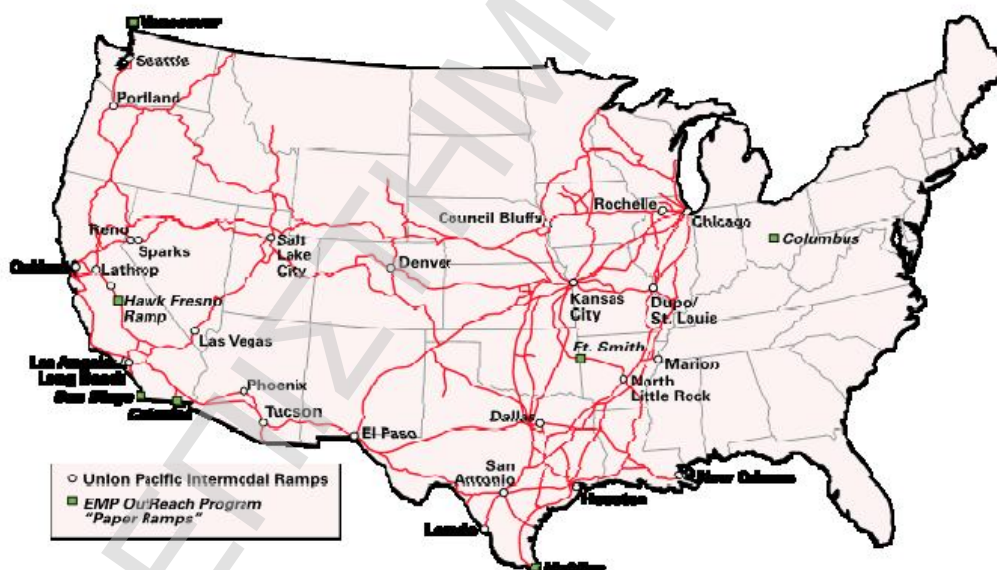 Vancouver
Seattle
Portland
Council Bluffs
Rochelle
Chicago
Reno
Sparks
Salt
Lake
City
Columbus
Lathrop
Denver
Kansas
City
Dupo/
St. Louis
Hawk Fresno
Ramp
Las Vegas
Ft. Smith
Marion
Los Angeles
Long Beach
San Diego
Phoenix
North
Little Rock
Tucson
Dallas
El Paso
San
Antonio
New Orleans
Houston
Laredo
Union Pacific Intermodal Ramps
EMP OutReach Program
"Paper Ramps"